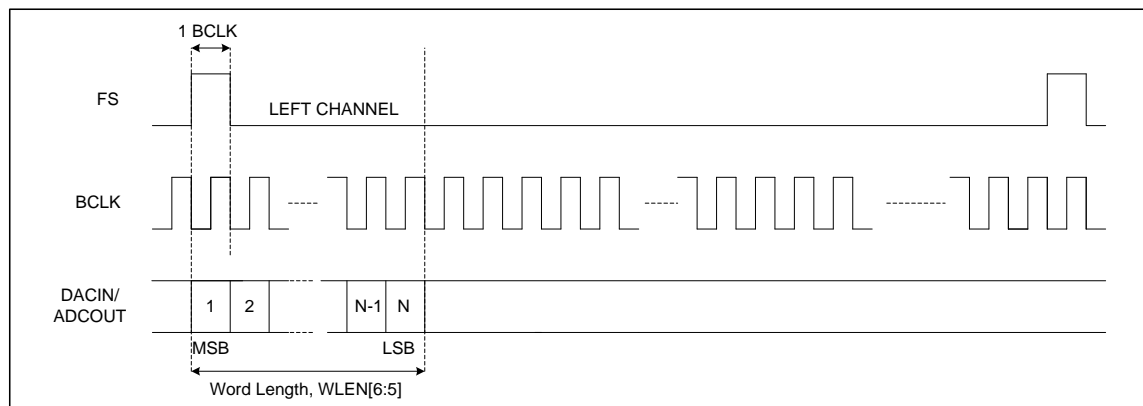 1 BCLK
FS
LEFT CHANNEL
BCLK
DACIN/
ADCOUT
1 2 N-1 N
MSB LSB
Word Length, WLEN[6:5]